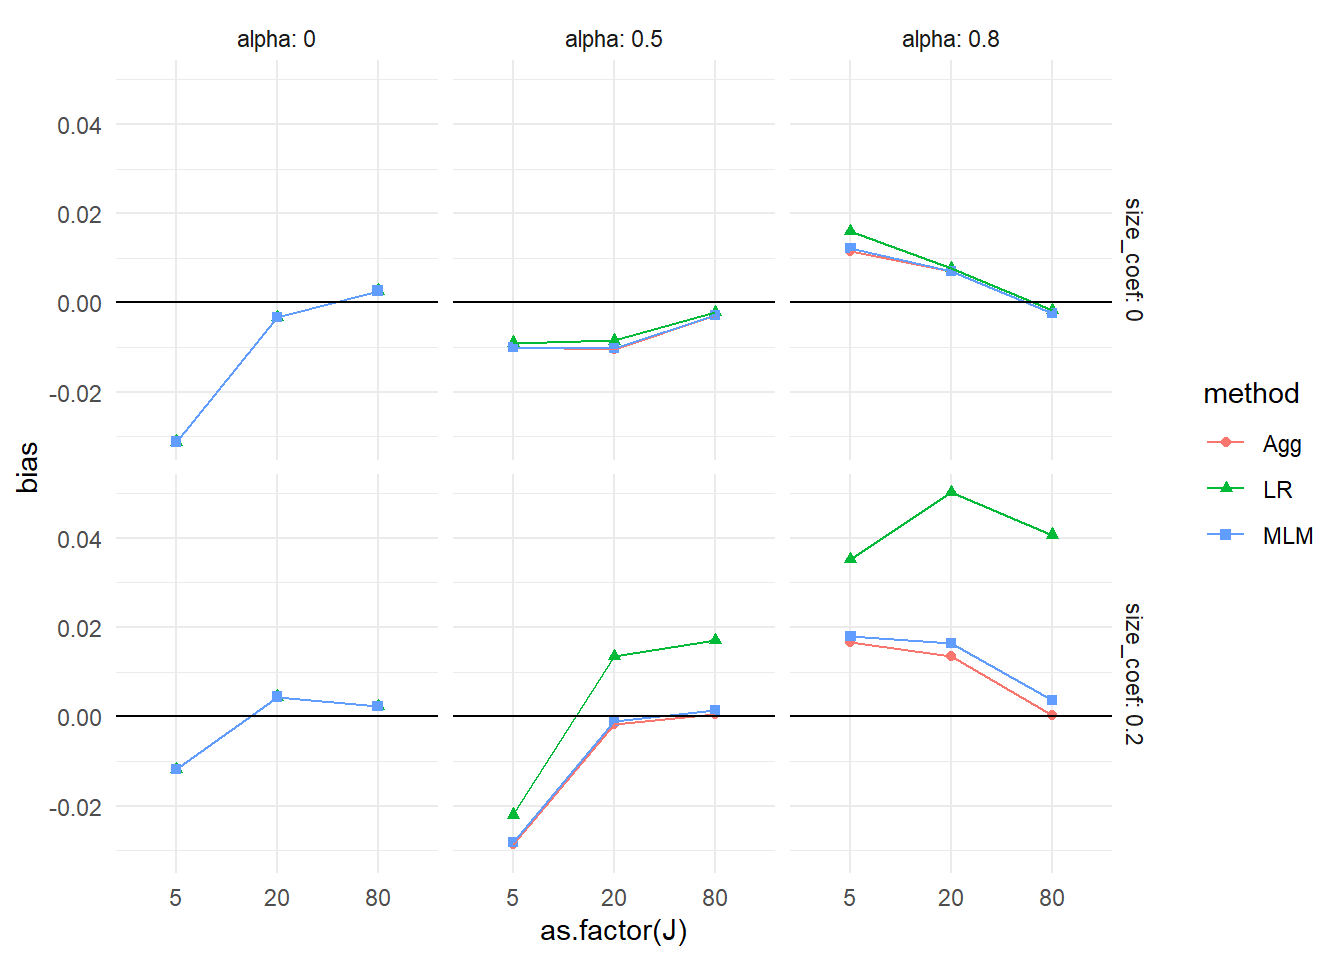 alpha: 0
alpha: 0.5
alpha: 0.8
0.04
0.02
0.00
-0.02
size_coef: 0
0.04
0.02
0.00
-0.02
size_coef: 0.2
bias
5
20
80
5
20
80
5
20
80
as.factor(J)
method
Agg
LR
MLM